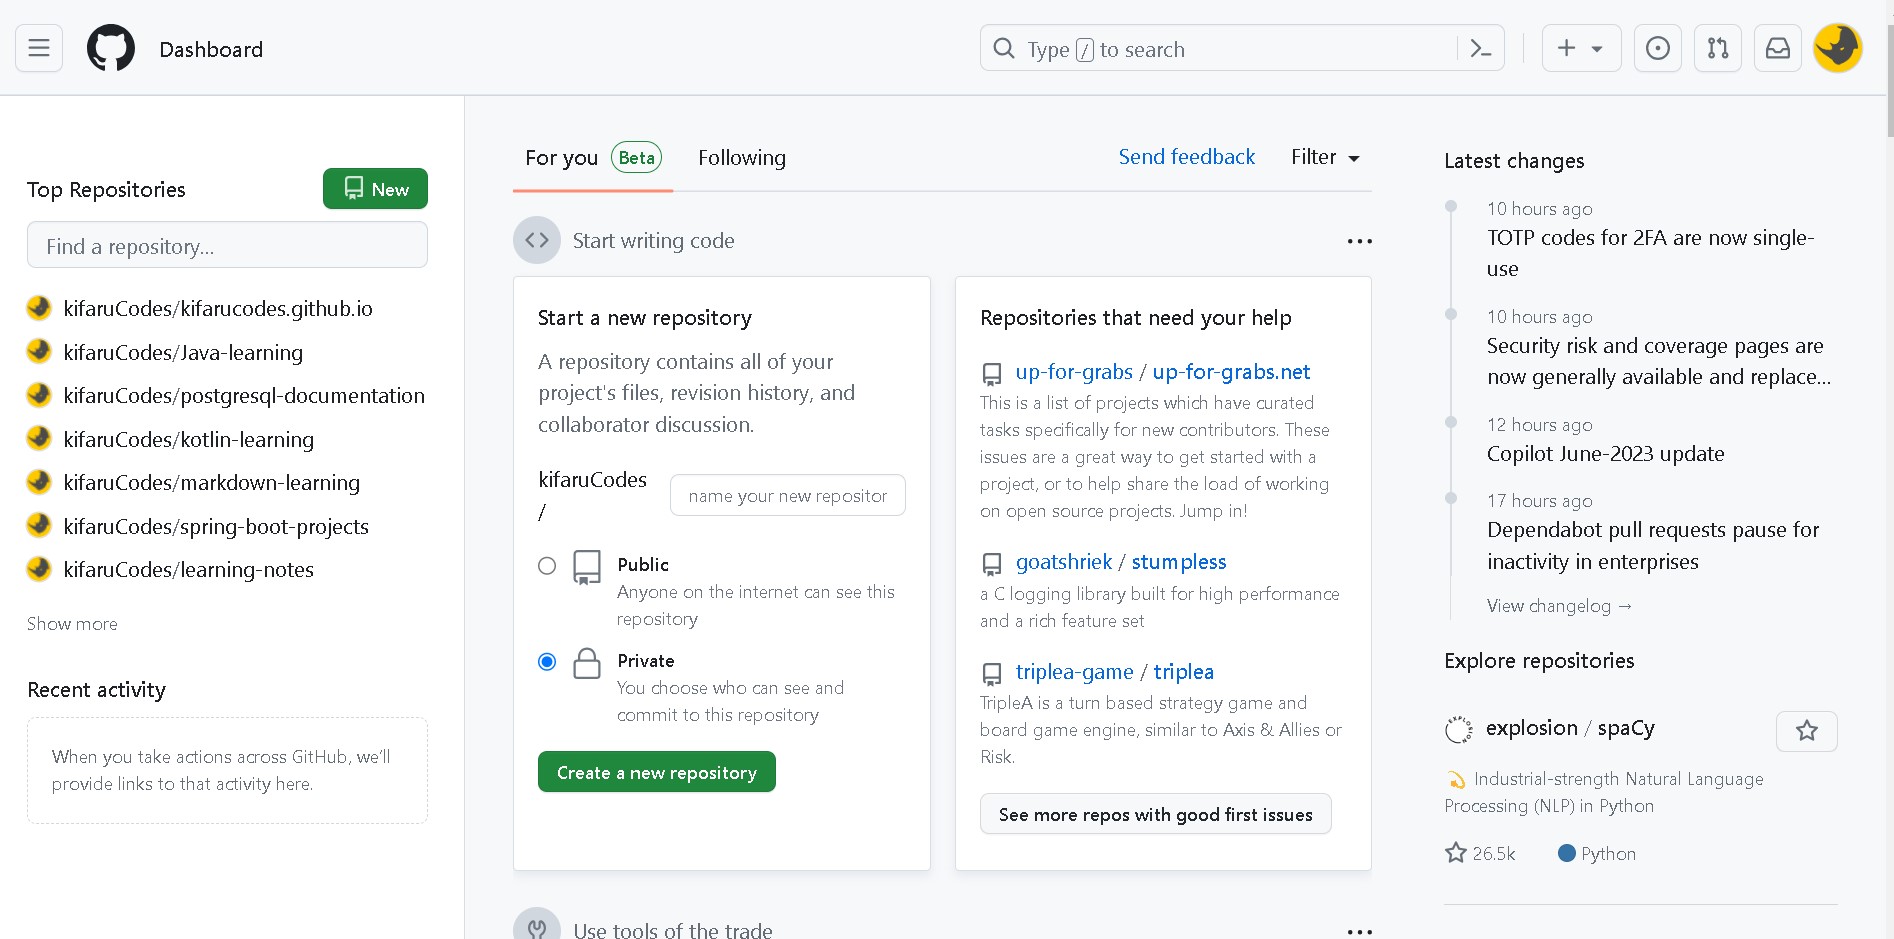 Dashboard
Type / to search
Top Repositories
New
Find a repository...
kifaruCodes/kifarucodes.github.io
kifaruCodes/Java-learning
kifaruCodes/postgresql-documentation
kifaruCodes/kotlin-learning
kifaruCodes/markdown-learning
kifaruCodes/spring-boot-projects
kifaruCodes/learning-notes
Show more
Recent activity
When you take actions across GitHub, we'll
provide links to that activity here.
For you Beta
Following
Send feedback
Filter
Start writing code
Start a new repository
A repository contains all of your
project's files, revision history, and
collaborator discussion.
kifaruCodes
/
name your new repositor
Public
Anyone on the internet can see this
repository
Private
You choose who can see and
commit to this repository
Create a new repository
Repositories that need your help
up-for-grabs / up-for-grabs.net
This is a list of projects which have curated
tasks specifically for new contributors. These
issues are a great way to get started with a
project, or to help share the load of working
on open source projects. Jump in!
goatshriek / stumpless
a C logging library built for high performance
and a rich feature set
triplea-game / triplea
TripleA is a turn based strategy game and
board game engine, similar to Axis & Allies or
Risk.
See more repos with good first issues
Use tools of the trade
Latest changes
10 hours ago
TOTP codes for 2FA are now single-
use
10 hours ago
Security risk and coverage pages are
now generally available and replace...
12 hours ago
Copilot June-2023 update
17 hours ago
Dependabot pull requests pause for
inactivity in enterprises
View changelog →
Explore repositories
explosion / spaCy
Industrial-strength Natural Language
Processing (NLP) in Python
26.5k
Python